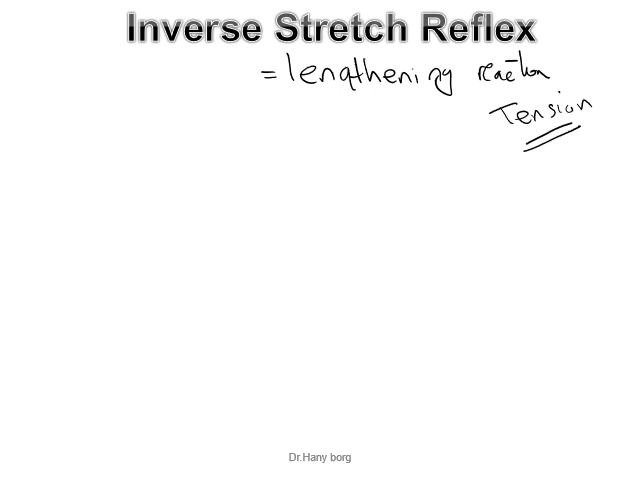 Inverse Stretch Reflex
= lengthening reaction
Tension
Dr.Hany borg